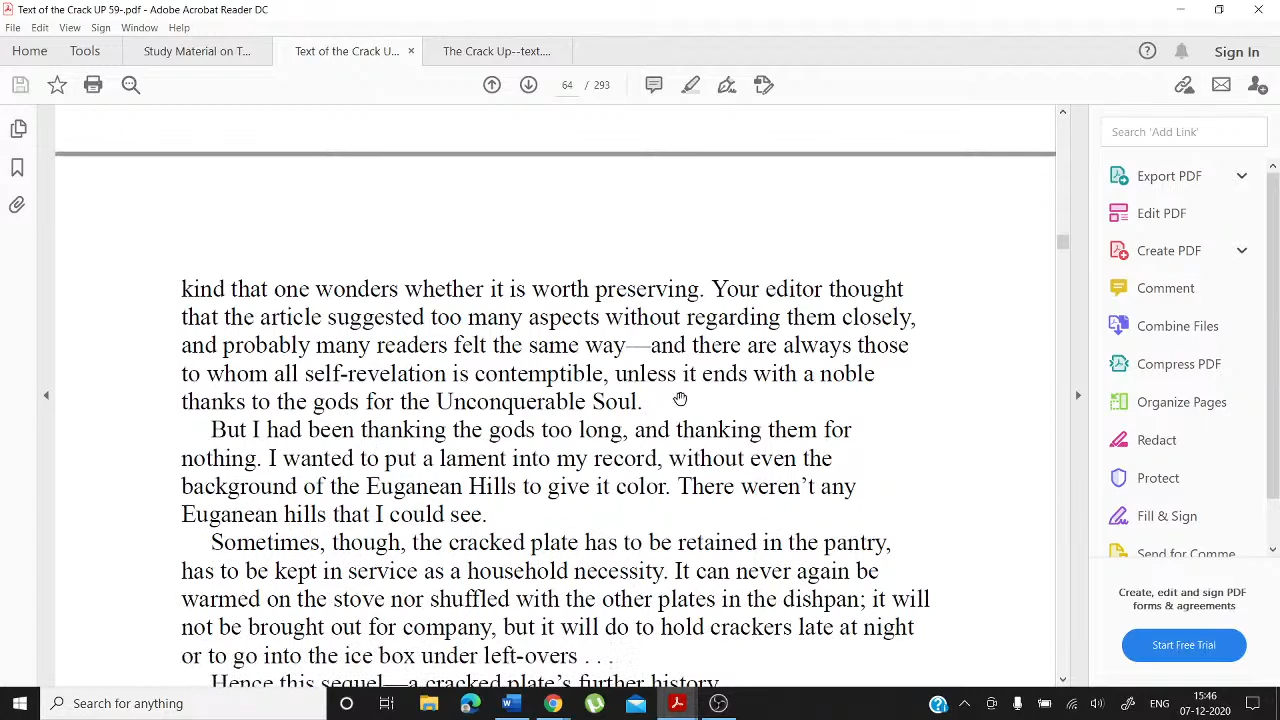 Text of the Crack UP 59-.pdf - Adobe Acrobat Reader DC
File Edit View Sign Window Help
Home Tools Study Material on T... Text of the Crack U... × The Crack Up--text.... Sign In
64 / 293
Search 'Add Link'
Export PDF
Edit PDF
Create PDF
Comment
Combine Files
Compress PDF
Organize Pages
Redact
Protect
Fill & Sign
Send for Comme
Create, edit and sign PDF
forms & agreements
Start Free Trial
kind that one wonders whether it is worth preserving. Your editor thought
that the article suggested too many aspects without regarding them closely,
and probably many readers felt the same way—and there are always those
to whom all self-revelation is contemptible, unless it ends with a noble
thanks to the gods for the Unconquerable Soul.
But I had been thanking the gods too long, and thanking them for
nothing. I wanted to put a lament into my record, without even the
background of the Euganean Hills to give it color. There weren’t any
Euganean hills that I could see.
Sometimes, though, the cracked plate has to be retained in the pantry,
has to be kept in service as a household necessity. It can never again be
warmed on the stove nor shuffled with the other plates in the dishpan; it will
not be brought out for company, but it will do to hold crackers late at night
or to go into the ice box under left-overs . . .
Hence this sequel—a cracked plate’s further history.
Search for anything
ENG
15:46
07-12-2020